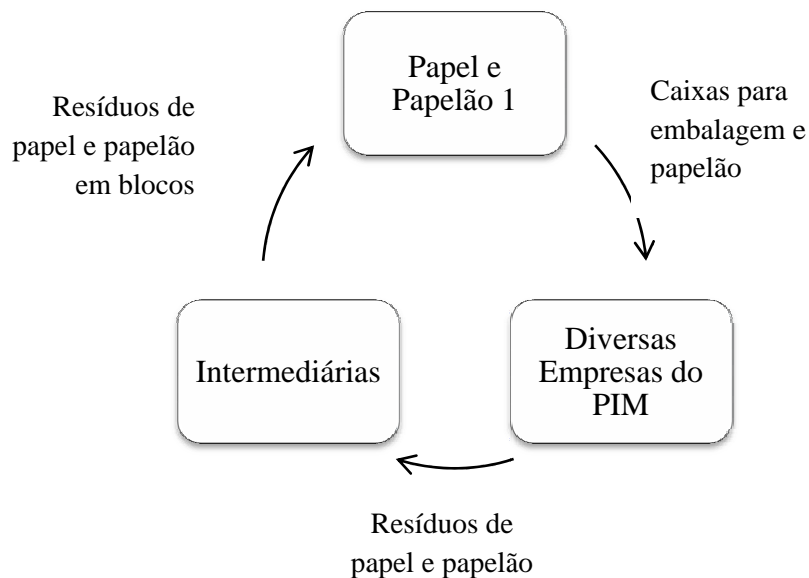 Papel e
Papelão 1
Caixas para
embalagem e
papelão
Diversas
Empresas do
PIM
Resíduos de
papel e papelão
Intermediárias
Resíduos de
papel e papelão
em blocos